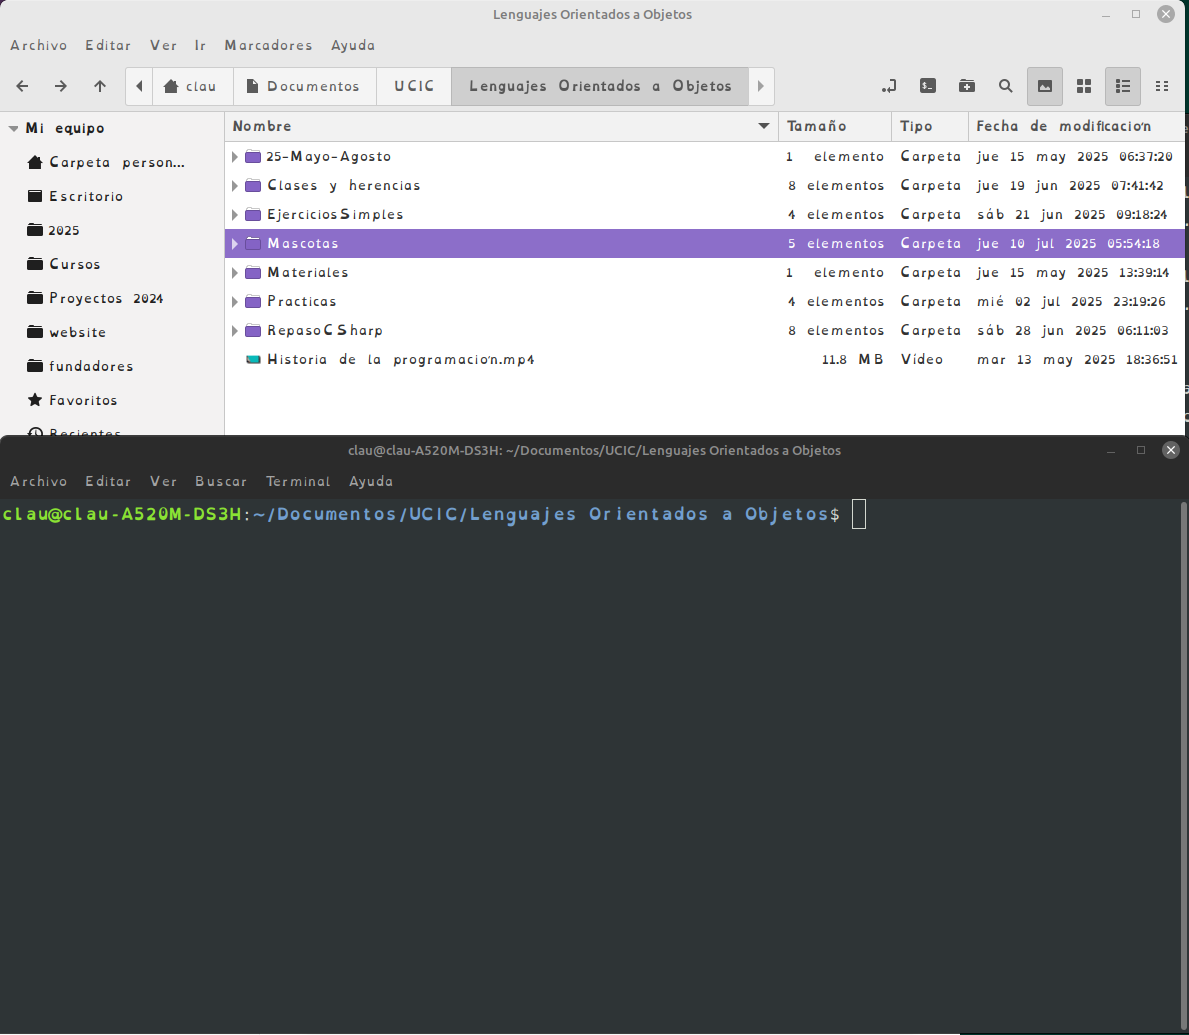 Lenguajes Orientados a Objetos
Archivo Editar Ver Ir Marcadores Ayuda
clau Documentos UCIC Lenguajes Orientados a Objetos
Mi equipo
Carpeta person...
Escritorio
2025
Cursos
Proyectos 2024
website
fundadores
Favoritos
Recientes
Nombre Tamaño Tipo Fecha de modificación
25-Mayo-Agosto 1 elemento Carpeta jue 15 may 2025 06:37:20
Clases y herencias 8 elementos Carpeta jue 19 jun 2025 07:41:42
EjerciciosSimples 4 elementos Carpeta sáb 21 jun 2025 09:18:24
Mascotas 5 elementos Carpeta jue 10 jul 2025 05:54:18
Materiales 1 elemento Carpeta jue 15 may 2025 13:39:14
Practicas 4 elementos Carpeta mié 02 jul 2025 23:19:26
RepasoCSharp 8 elementos Carpeta sáb 28 jun 2025 06:11:03
Historia de la programación.mp4 11.8 MB Vídeo mar 13 may 2025 18:36:51
clau@clau-A520M-DS3H: ~/Documentos/UCIC/Lenguajes Orientados a Objetos
Archivo Editar Ver Buscar Terminal Ayuda
clau@clau-A520M-DS3H:~/Documentos/UCIC/Lenguajes Orientados a Objetos$